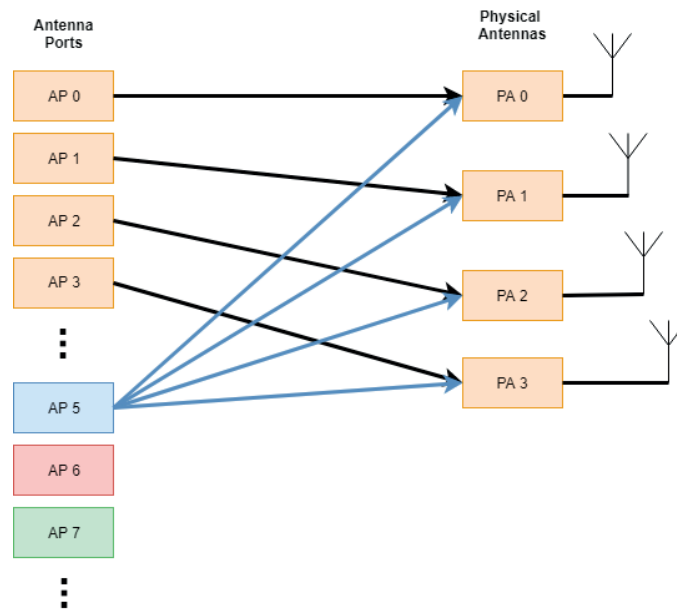 Antenna
Ports
Physical
Antennas
AP 0
PA 0
AP 1
PA 1
AP 2
PA 2
AP 3
PA 3
AP 5
AP 6
AP 7